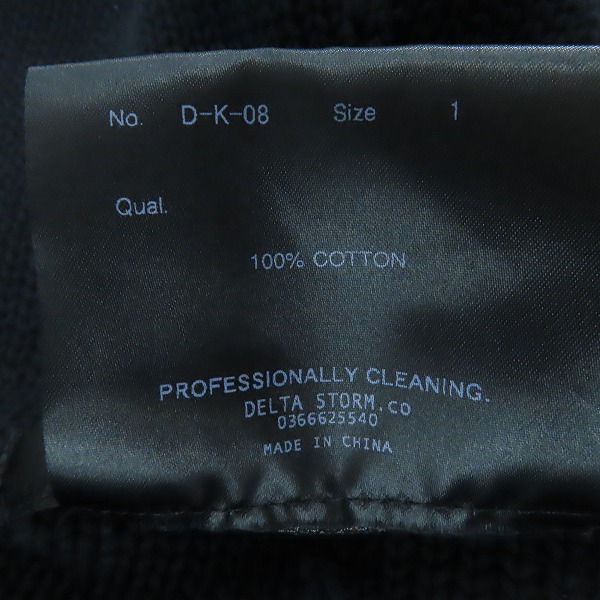 No. D-K-08 Size 1
Qual.
100% COTTON
PROFESSIONALLY CLEANING.
DELTA STORM.CO
0366625540
MADE IN CHINA